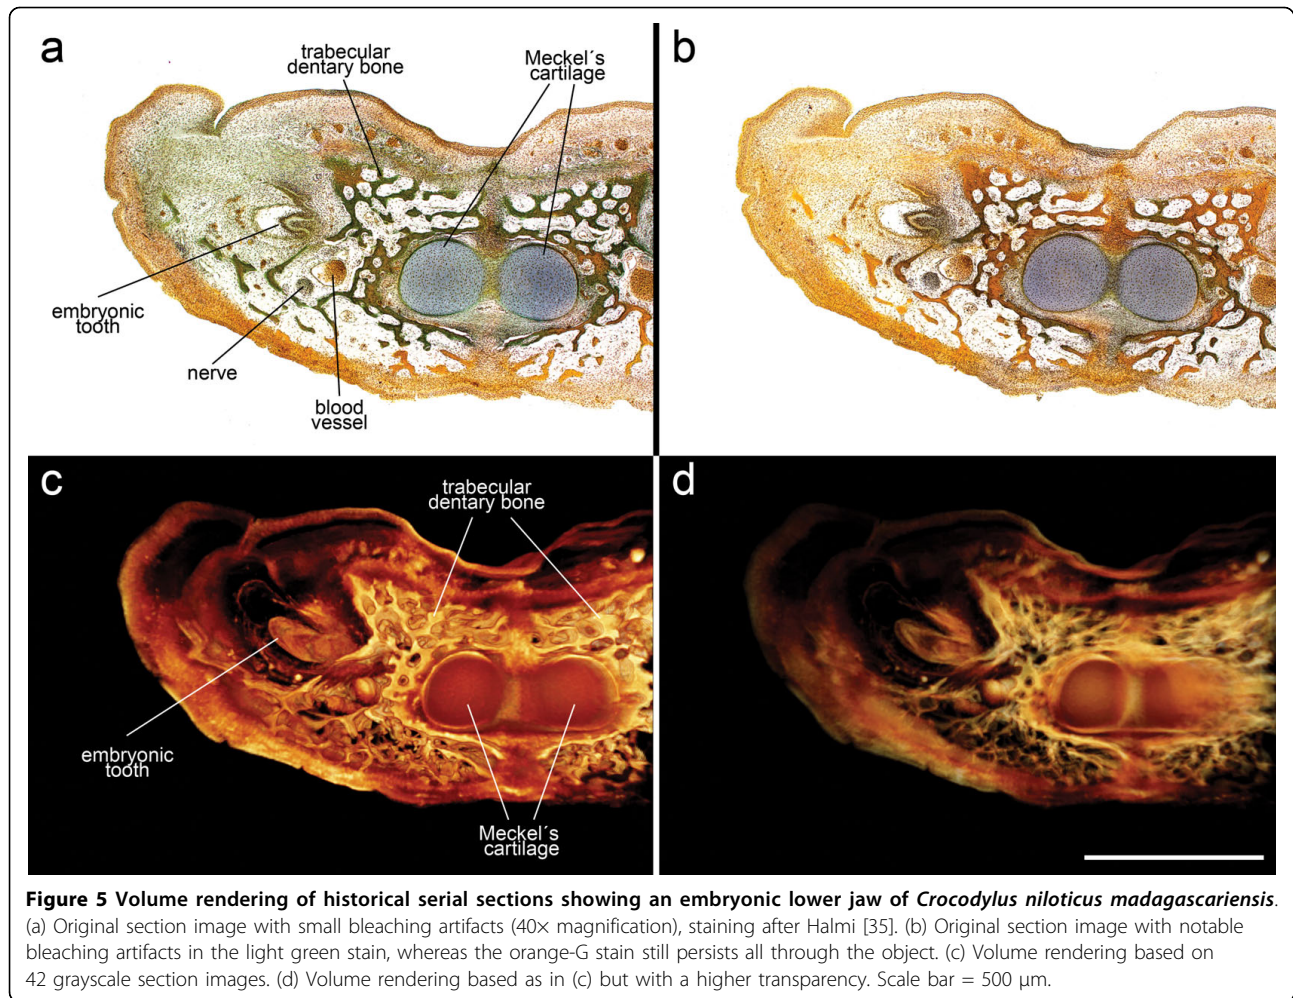 a
trabecular
dentary bone
Meckel´s
cartilage
embryonic
tooth
nerve
blood
vessel
b
c
trabecular
dentary bone
embryonic
tooth
Meckel´s
cartilage
d
Figure 5 Volume rendering of historical serial sections showing an embryonic lower jaw of Crocodylus niloticus madagascariensis.
(a) Original section image with small bleaching artifacts (40× magnification), staining after Halmi [35]. (b) Original section image with notable
bleaching artifacts in the light green stain, whereas the orange-G stain still persists all through the object. (c) Volume rendering based on
42 grayscale section images. (d) Volume rendering based as in (c) but with a higher transparency. Scale bar = 500 μm.